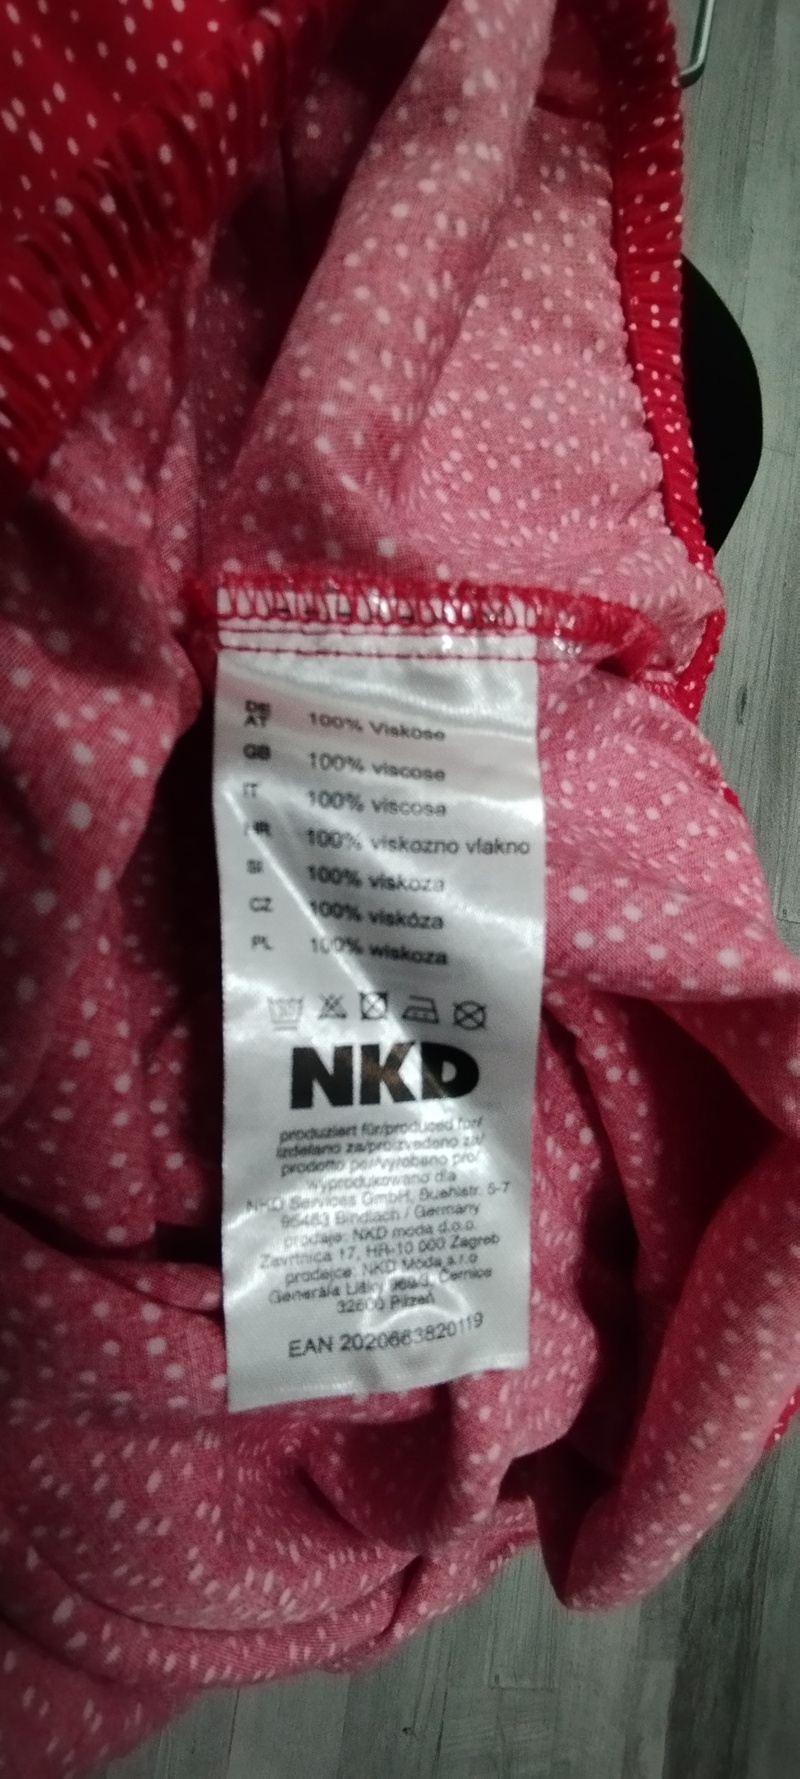 DE
AT 100% Viskose
GB 100% viscose
IT 100% viscosa
HR 100% viskozno vlakno
SI 100% viskoza
CZ 100% viskóza
PL 100% wiskoza
NKD
produziert für/produced for/
izdelano za/proizvedeno za/
prodotto per/vyrobeno pro/
wyprodukowano dla
NKD Services GmbH, Buehlstr. 5-7
95463 Bindlach / Germany
prodaje: NKD moda d.o.o.
Zavrtnica 17, HR-10 000 Zagreb
prodejce: NKD Moda s.r.o
Generála Lišky Černice
32600 Plzeň
EAN 2020663820119